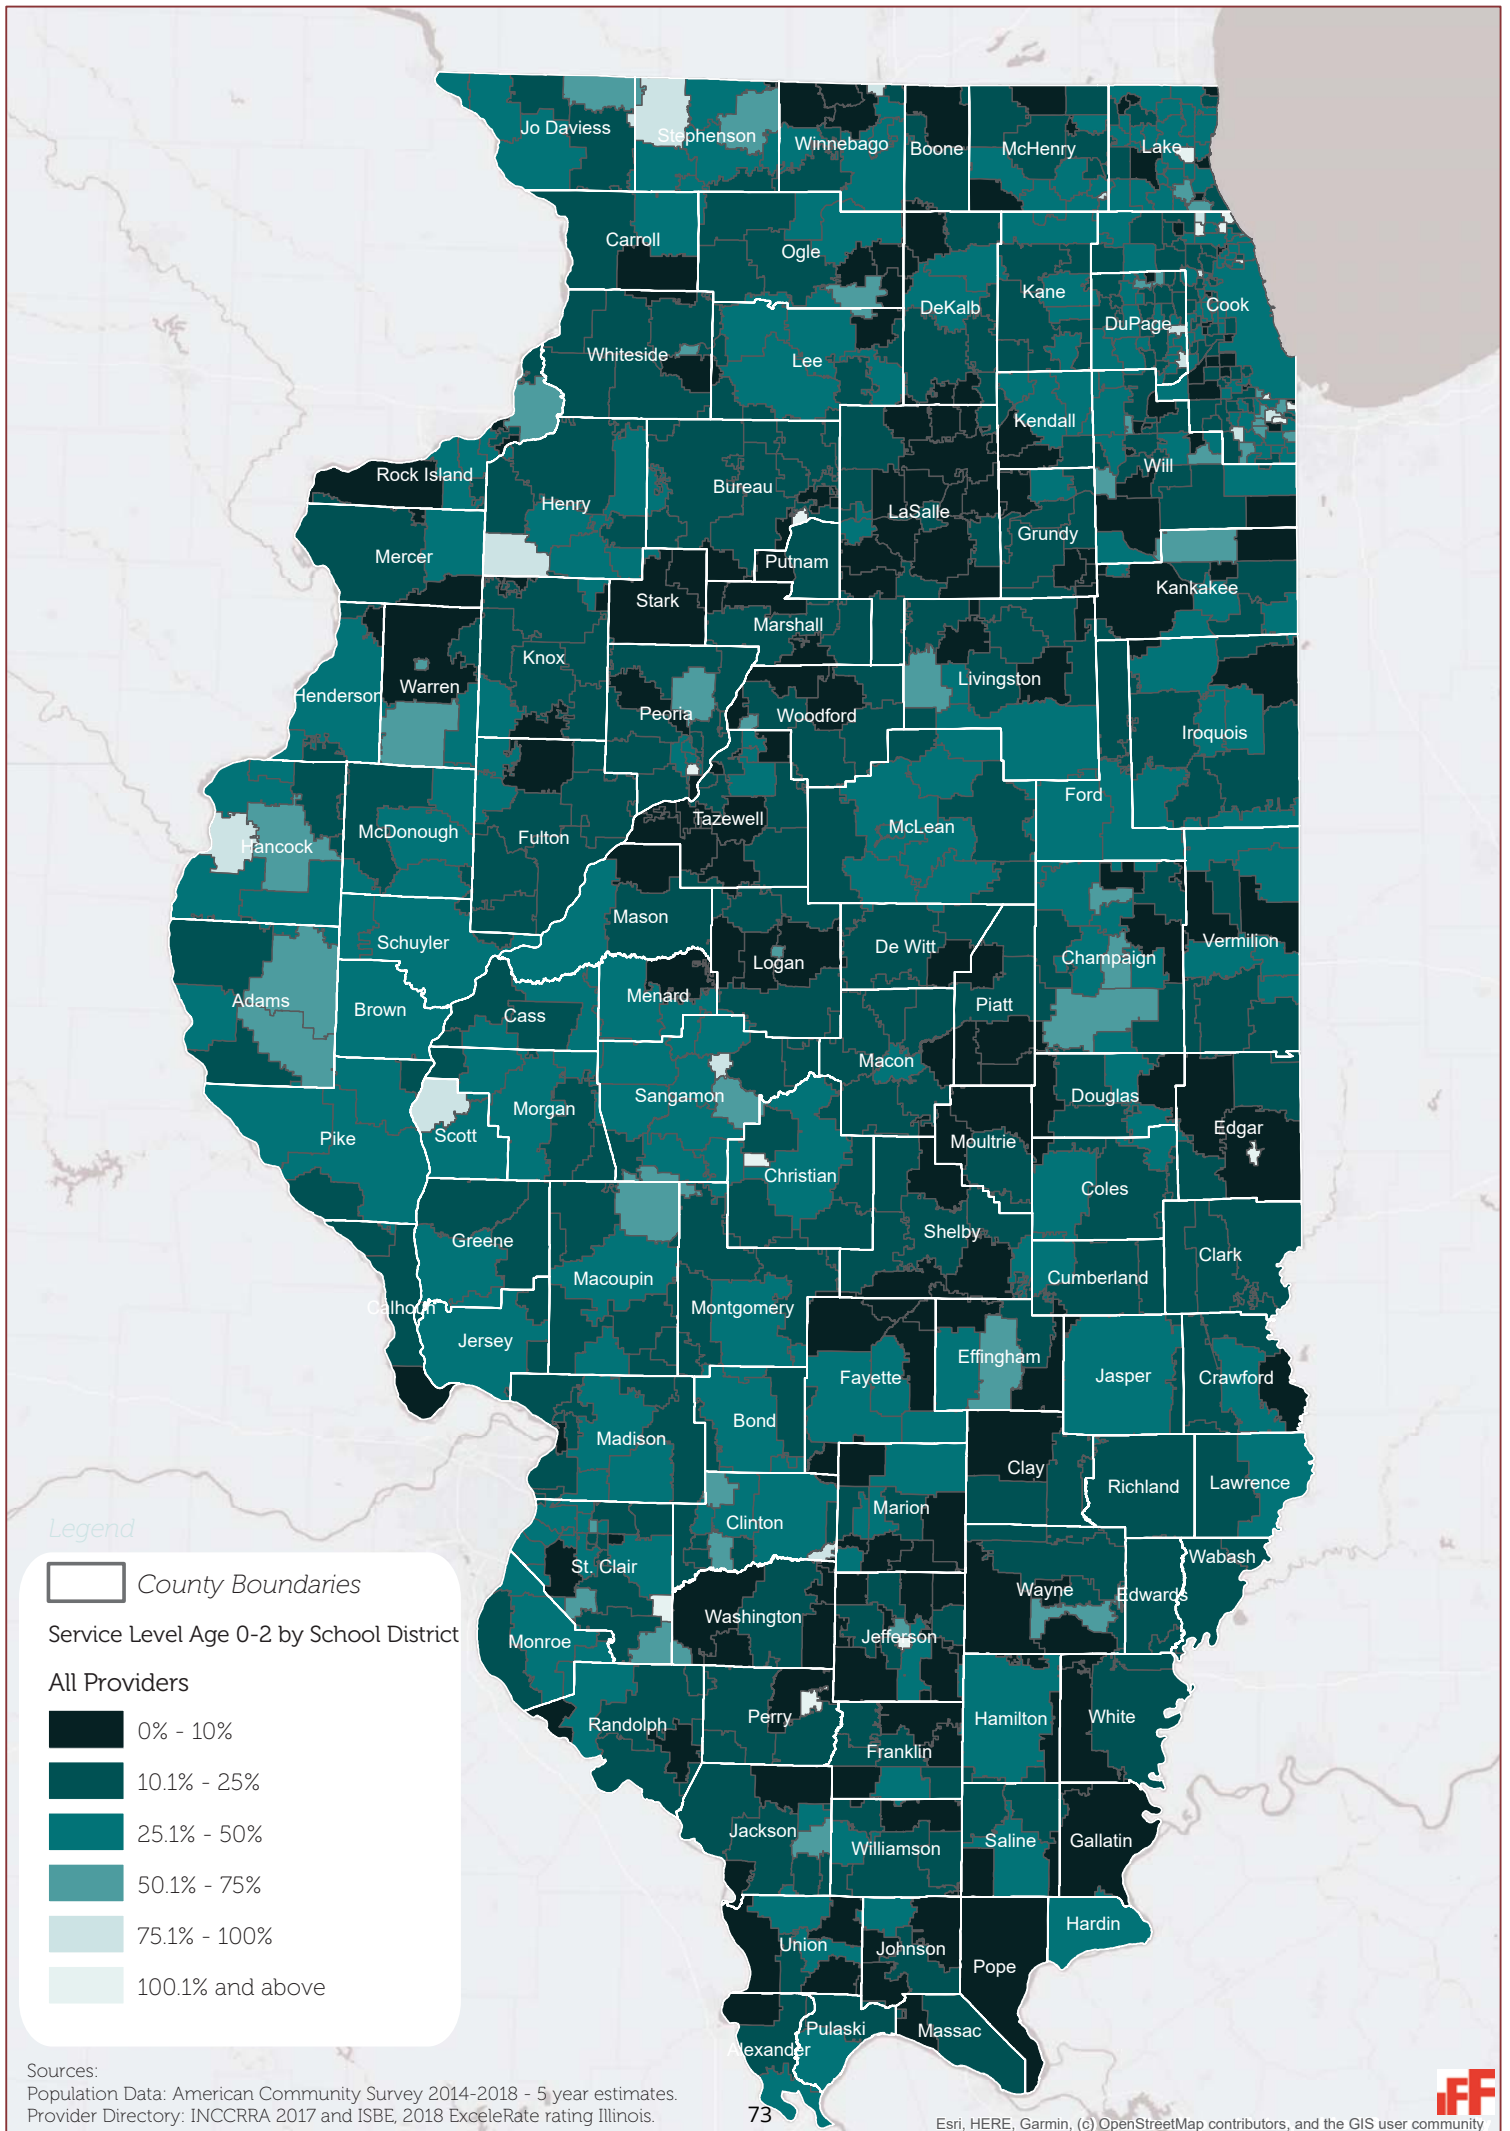 Jo Daviess
Stephenson
Winnebago
Boone
McHenry
Lake
Carroll
Ogle
DeKalb
Kane
Cook
DuPage
Whiteside
Lee
Kendall
Rock Island
Will
Henry
Bureau
LaSalle
Grundy
Mercer
Putnam
Kankakee
Stark
Marshall
Knox
Livingston
Henderson
Warren
Peoria
Woodford
Iroquois
Ford
Tazewell
McLean
McDonough
Fulton
Hancock
Mason
Schuyler
De Witt
Vermilion
Logan
Champaign
Adams
Menard
Brown
Cass
Piatt
Macon
Sangamon
Douglas
Morgan
Scott
Pike
Moultrie
Edgar
Christian
Coles
Greene
Shelby
Clark
Macoupin
Cumberland
Calhoun
Montgomery
Jersey
Effingham
Fayette
Jasper
Crawford
Bond
Madison
Clay
Richland
Lawrence
Marion
Clinton
St. Clair
Wabash
Wayne
Edwards
Washington
Jefferson
Monroe
Perry
Randolph
Hamilton
White
Franklin
Jackson
Williamson
Saline
Gallatin
Hardin
Union
Johnson
Pope
Pulaski
Massac
Alexander
Legend
County Boundaries
Service Level Age 0-2 by School District
All Providers
0% - 10%
10.1% - 25%
25.1% - 50%
50.1% - 75%
75.1% - 100%
100.1% and above
Sources:
Population Data: American Community Survey 2014-2018 - 5 year estimates.
Provider Directory: INCCRRA 2017 and ISBE, 2018 ExceleRate rating Illinois.
73
IFF
Esri, HERE, Garmin, (c) OpenStreetMap contributors, and the GIS user community